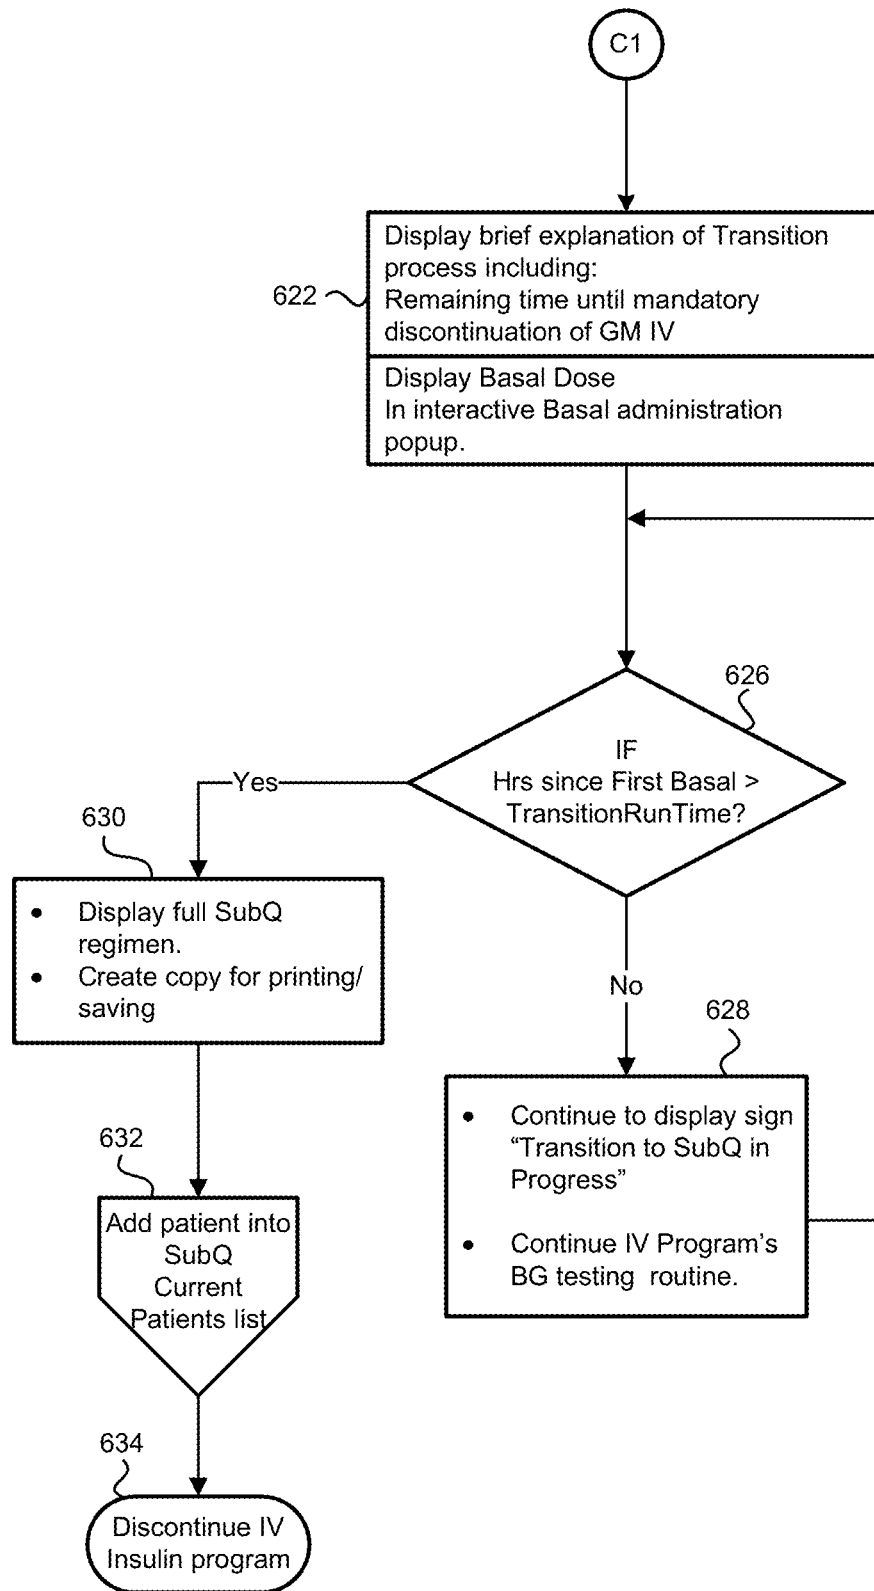 C1
Display brief explanation of Transition
process including:
Remaining time until mandatory
discontinuation of GM IV
622
Display Basal Dose
In interactive Basal administration
popup.
626
IF
Hrs since First Basal >
TransitionRunTime?
Yes
630
• Display full SubQ
regimen.
• Create copy for printing/
saving
No
628
• Continue to display sign
“Transition to SubQ in
Progress”
• Continue IV Program's
BG testing routine.
632
Add patient into
SubQ
Current
Patients list
634
Discontinue IV
Insulin program